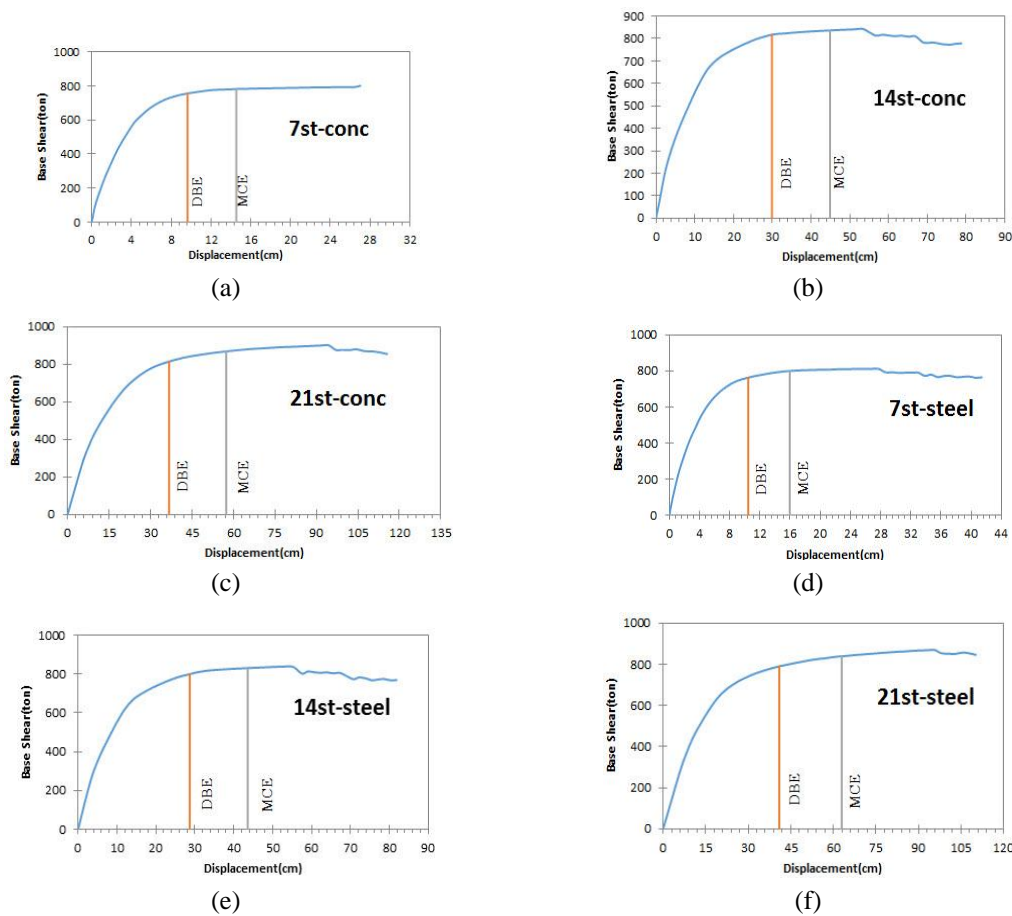 1000
800
600
400
200
0
Base Shear(ton)
7st-conc
DBE
MCE
0 4 8 12 16 20 24 28 32
Displacement(cm)
(a)
900
800
700
600
500
400
300
200
100
0
Base Shear(ton)
14st-conc
DBE
MCE
0 10 20 30 40 50 60 70 80 90
Displacement(cm)
(b)
1000
800
600
400
200
0
Base Shear(ton)
21st-conc
DBE
MCE
0 15 30 45 60 75 90 105 120 135
Displacement(cm)
(c)
1000
800
600
400
200
0
Base Shear(ton)
7st-steel
DBE
MCE
0 4 8 12 16 20 24 28 32 36 40 44
Displacement(cm)
(d)
1000
800
600
400
200
0
Base Shear(ton)
14st-steel
DBE
MCE
0 10 20 30 40 50 60 70 80 90
Displacement(cm)
(e)
1000
800
600
400
200
0
Base Shear(ton)
21st-steel
DBE
MCE
0 15 30 45 60 75 90 110 120
Displacement(cm)
(f)